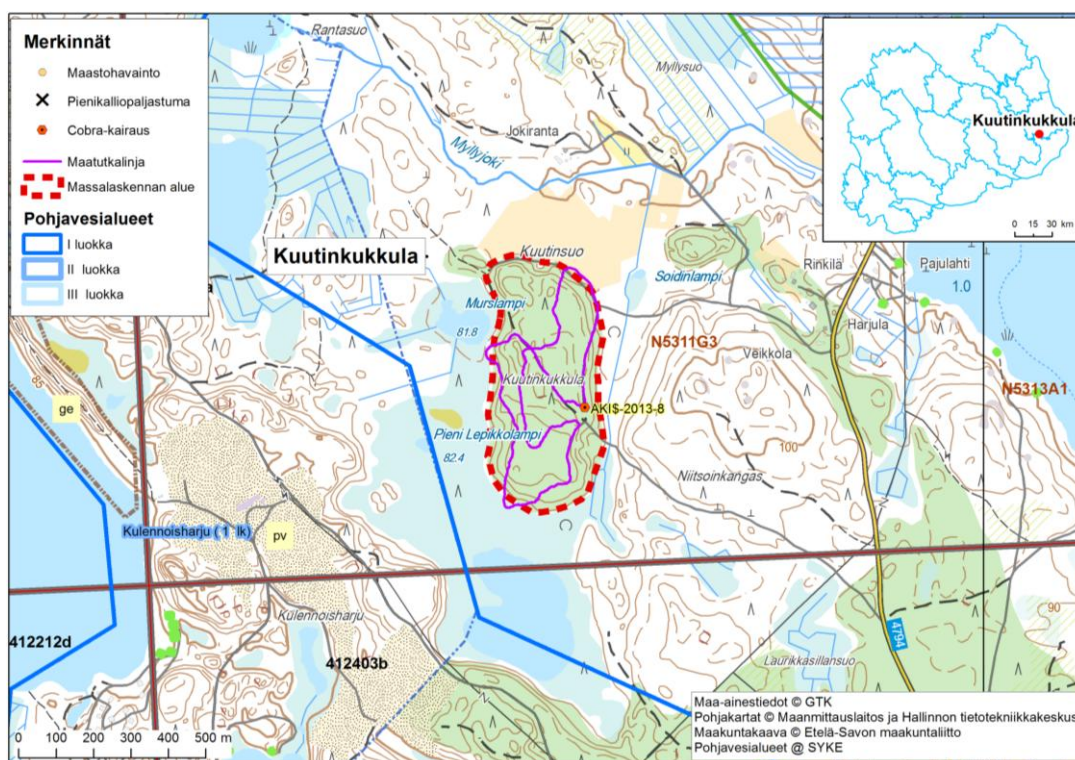 Merkinnät
Maastohavainto
Pienikalliopaljastuma
Cobra-kairaus
Maatutkalinja
Massalaskennan alue
Pohjavesialueet
I luokka
II luokka
III luokka
Rantasuo
Myllysuo
Jokiranta
Myllyjoki
Kuutinkukkula
0 15 30 km
Kuutinkukkula
Kuutinsuo
Soidinlampi
Rinkilä
Pajulahti
1.0
Murslampi
81.8
Harjula
N5311G3
Veikkola
Kuutinkukkula
N5313A1
85
ge
AKIS-2013-8
Pieni Lepikkolampi
82.4
100
Niitsoinkangas
Kulennoisharju (1 lk)
pv
Kulennoisharju
90
412212d
412403b
4794
Laurikkasillansuo
0 100 200 300 400 500 m
Maa-ainestiedot © GTK
Pohjakartat © Maanmittauslaitos ja Hallinnon tietotekniikkakeskus
Maakuntakaava © Etelä-Savon maakuntaliitto
Pohjavesialueet @ SYKE